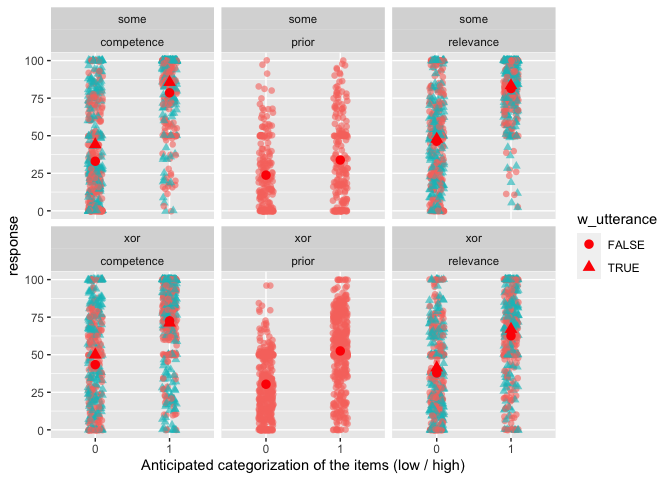 some some some
competence prior relevance
100
75
50
25
0
xor xor xor
competence prior relevance
100
75
50
25
0
0 1 0 1 0 1
Anticipated categorization of the items (low / high)
response
w_utterance
FALSE
TRUE